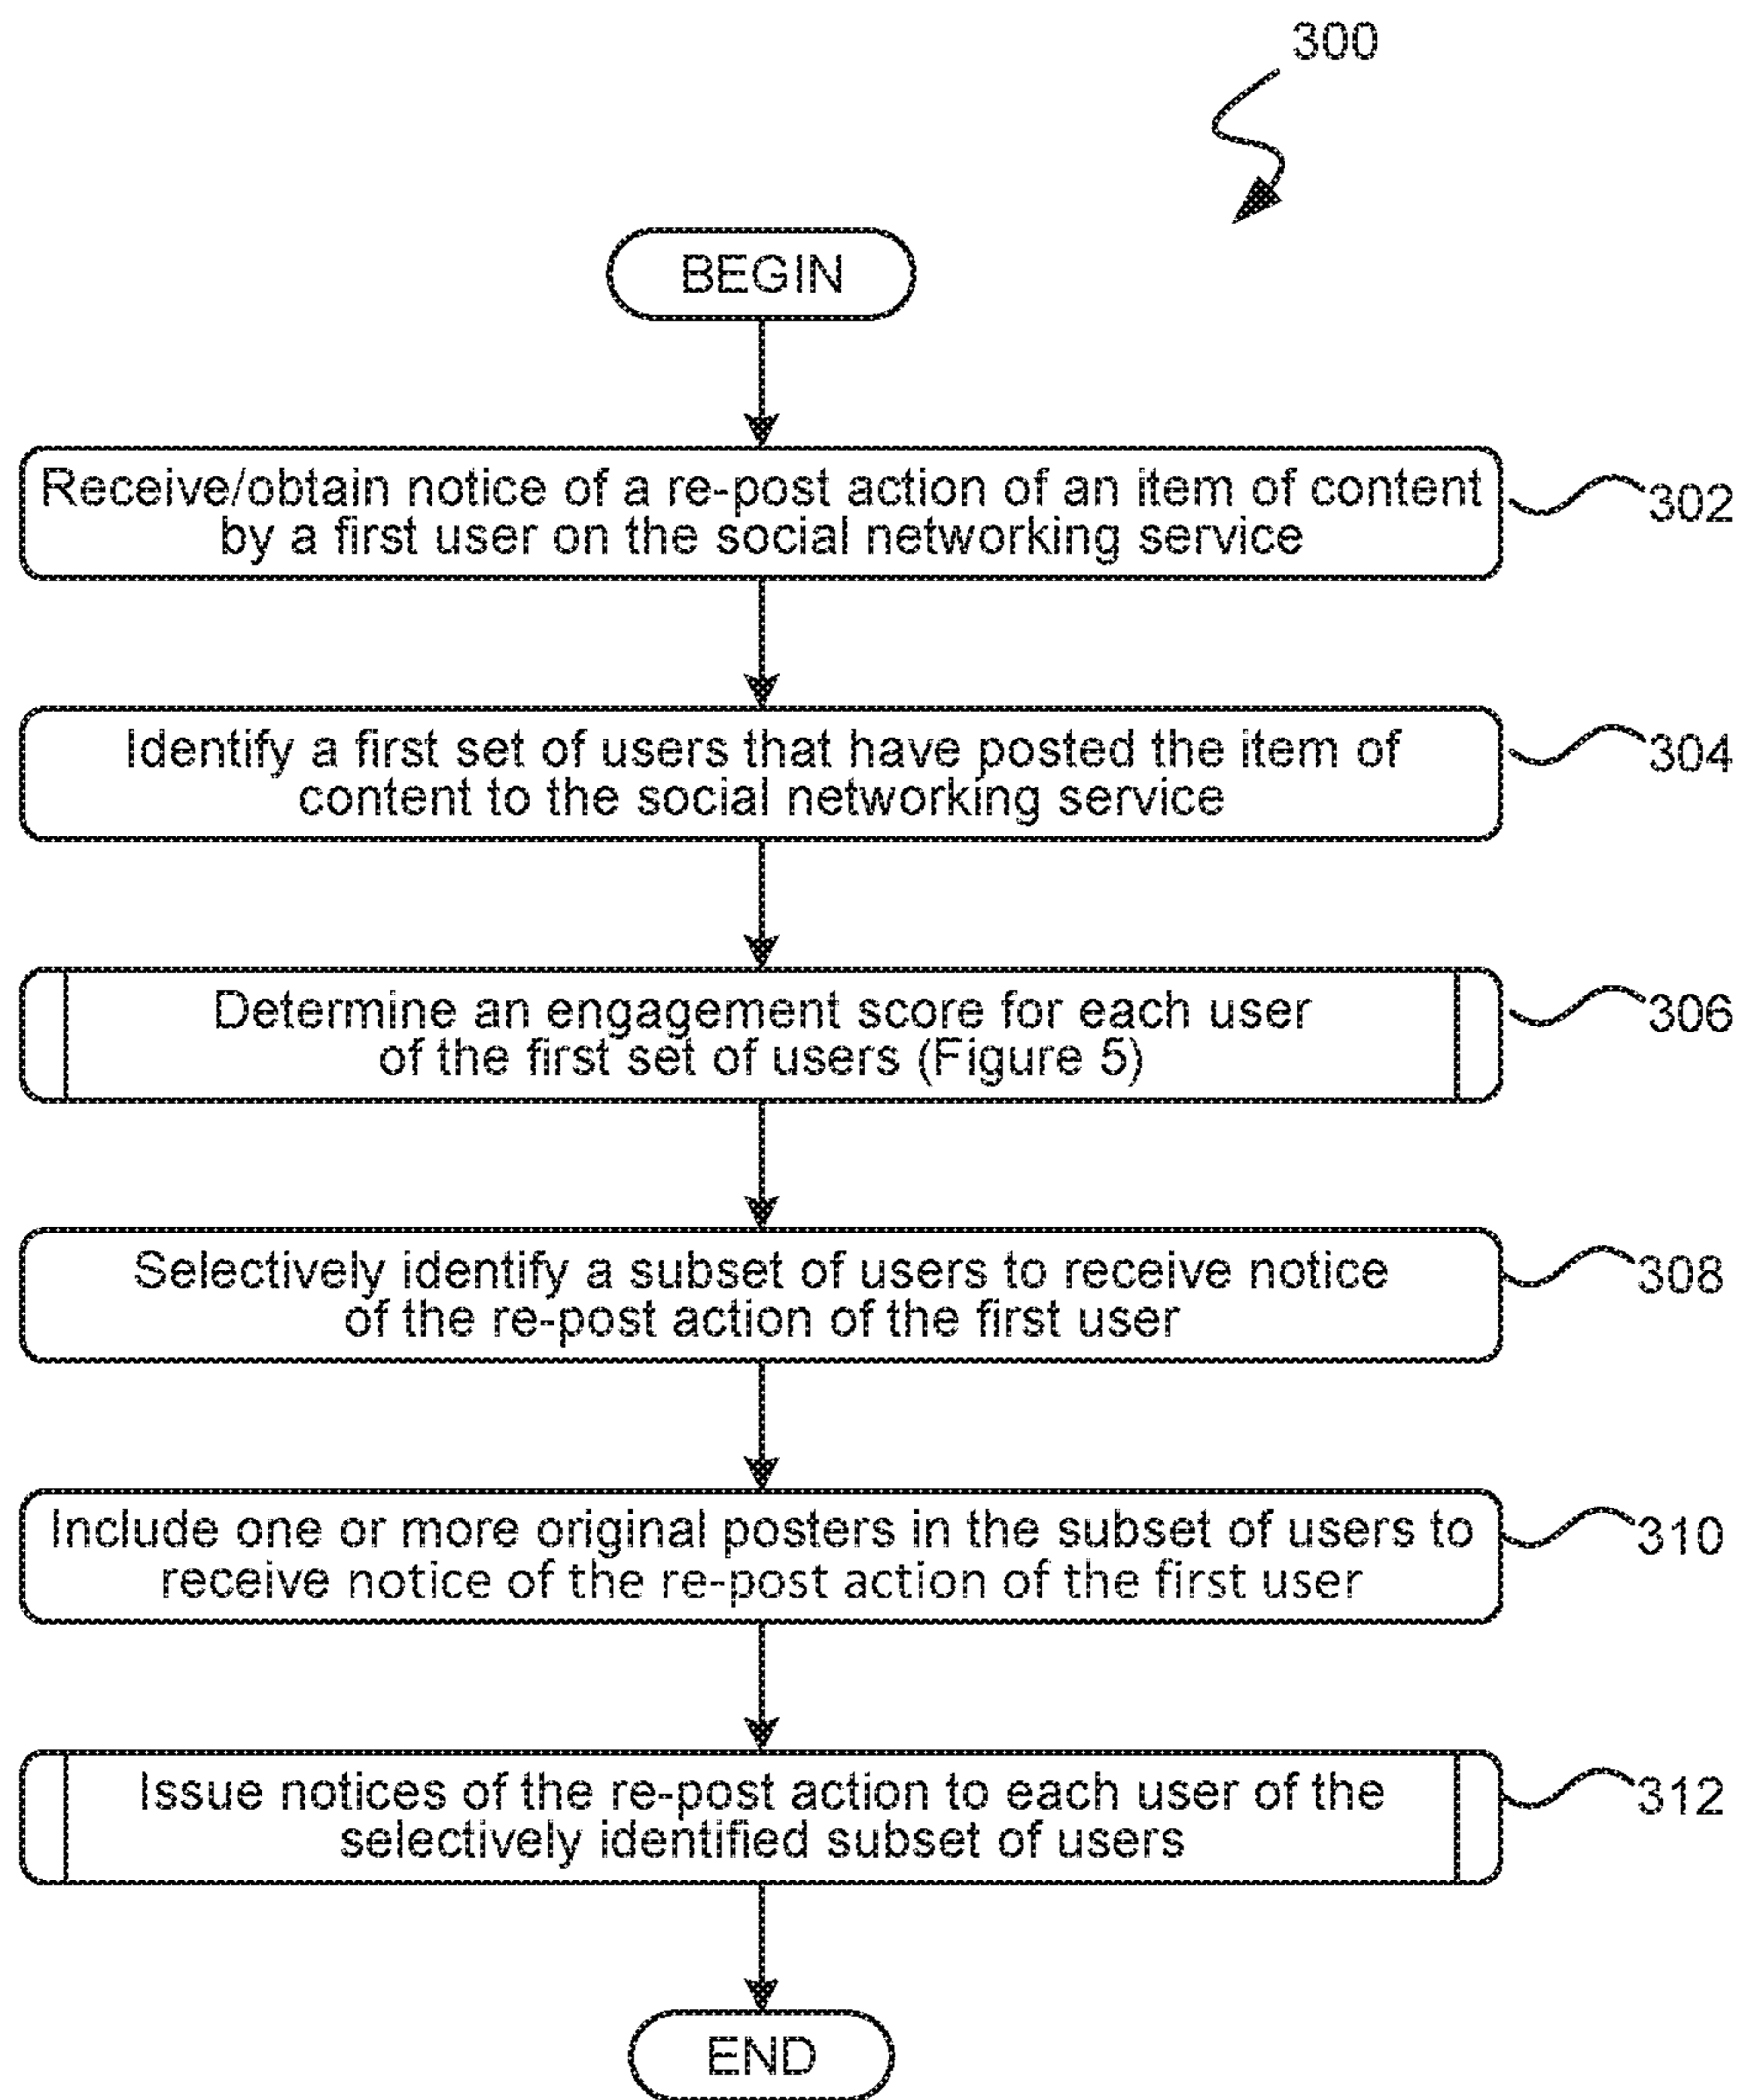 300
BEGIN
Receive/obtain notice of a re-post action of an item of content
by a first user on the social networking service
302
Identify a first set of users that have posted the item of
content to the social networking service
304
Determine an engagement score for each user
of the first set of users (Figure 5)
306
Selectively identify a subset of users to receive notice
of the re-post action of the first user
308
Include one or more original posters in the subset of users to
receive notice of the re-post action of the first user
310
Issue notices of the re-post action to each user of the
selectively identified subset of users
312
END